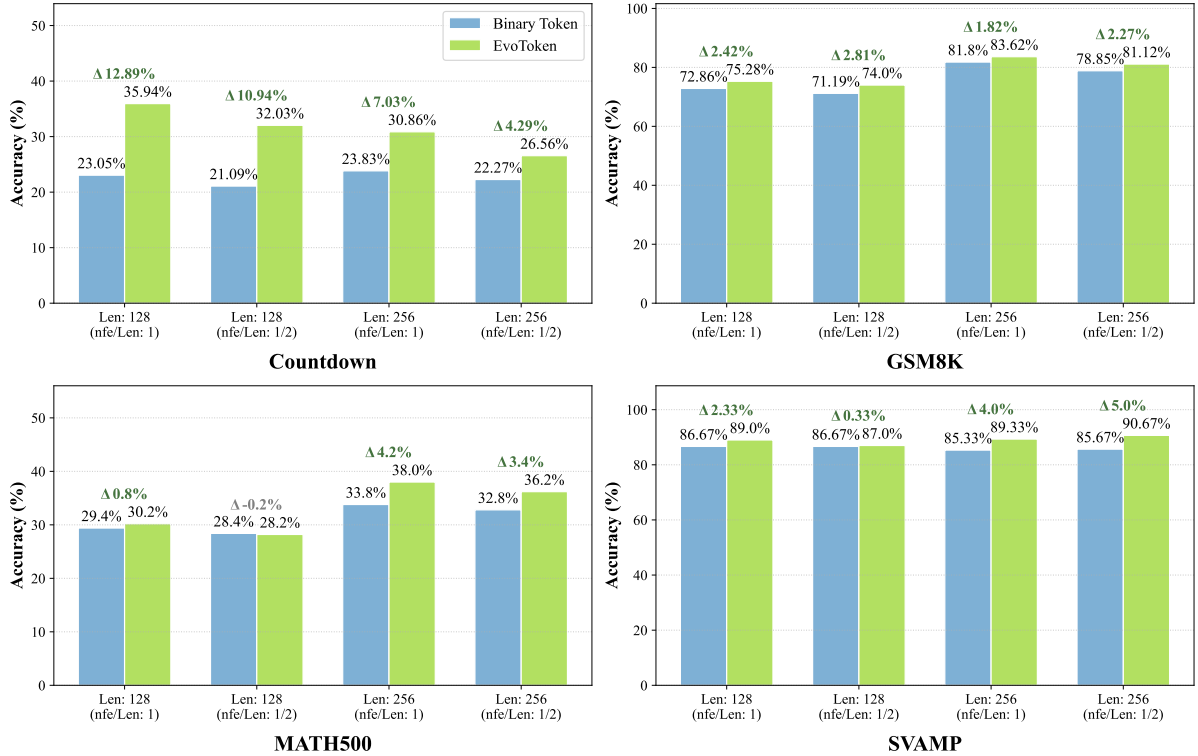 Binary Token
EvoToken
Accuracy (%)
50
40
30
20
10
0
Δ 12.89%
23.05%
35.94%
Δ 10.94%
21.09%
32.03%
Δ 7.03%
23.83%
30.86%
Δ 4.29%
22.27%
26.56%
Len: 128
(nfe/Len: 1)
Len: 128
(nfe/Len: 1/2)
Len: 256
(nfe/Len: 1)
Len: 256
(nfe/Len: 1/2)
Countdown
Accuracy (%)
100
80
60
40
20
0
Δ 2.42%
72.86%
75.28%
Δ 2.81%
71.19%
74.0%
Δ 1.82%
81.8%
83.62%
Δ 2.27%
78.85%
81.12%
Len: 128
(nfe/Len: 1)
Len: 128
(nfe/Len: 1/2)
Len: 256
(nfe/Len: 1)
Len: 256
(nfe/Len: 1/2)
GSM8K
Accuracy (%)
50
40
30
20
10
0
Δ 0.8%
29.4%
30.2%
Δ -0.2%
28.4%
28.2%
Δ 4.2%
33.8%
38.0%
Δ 3.4%
32.8%
36.2%
Len: 128
(nfe/Len: 1)
Len: 128
(nfe/Len: 1/2)
Len: 256
(nfe/Len: 1)
Len: 256
(nfe/Len: 1/2)
MATH500
Accuracy (%)
100
80
60
40
20
0
Δ 2.33%
86.67%
89.0%
Δ 0.33%
86.67%
87.0%
Δ 4.0%
85.33%
89.33%
Δ 5.0%
85.67%
90.67%
Len: 128
(nfe/Len: 1)
Len: 128
(nfe/Len: 1/2)
Len: 256
(nfe/Len: 1)
Len: 256
(nfe/Len: 1/2)
SVAMP